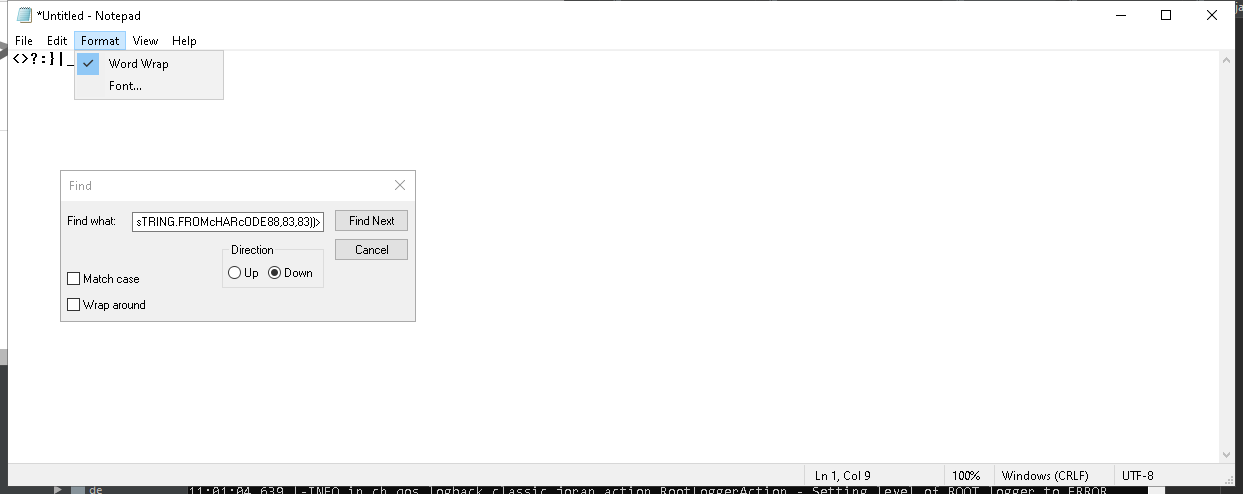 *Untitled - Notepad
File Edit Format View Help
<>?:}|_
Word Wrap
Font...
Find
Find what: sTRING.FROMcHARcODE88,83,83))> Find Next
Direction Cancel
Up Down
Match case
Wrap around
Ln 1, Col 9 100% Windows (CRLF) UTF-8
de 11:01:04,639 |-INFO in ch.qos.logback.classic.joran.action.RootLoggerAction - Setting level of ROOT logger to ERROR